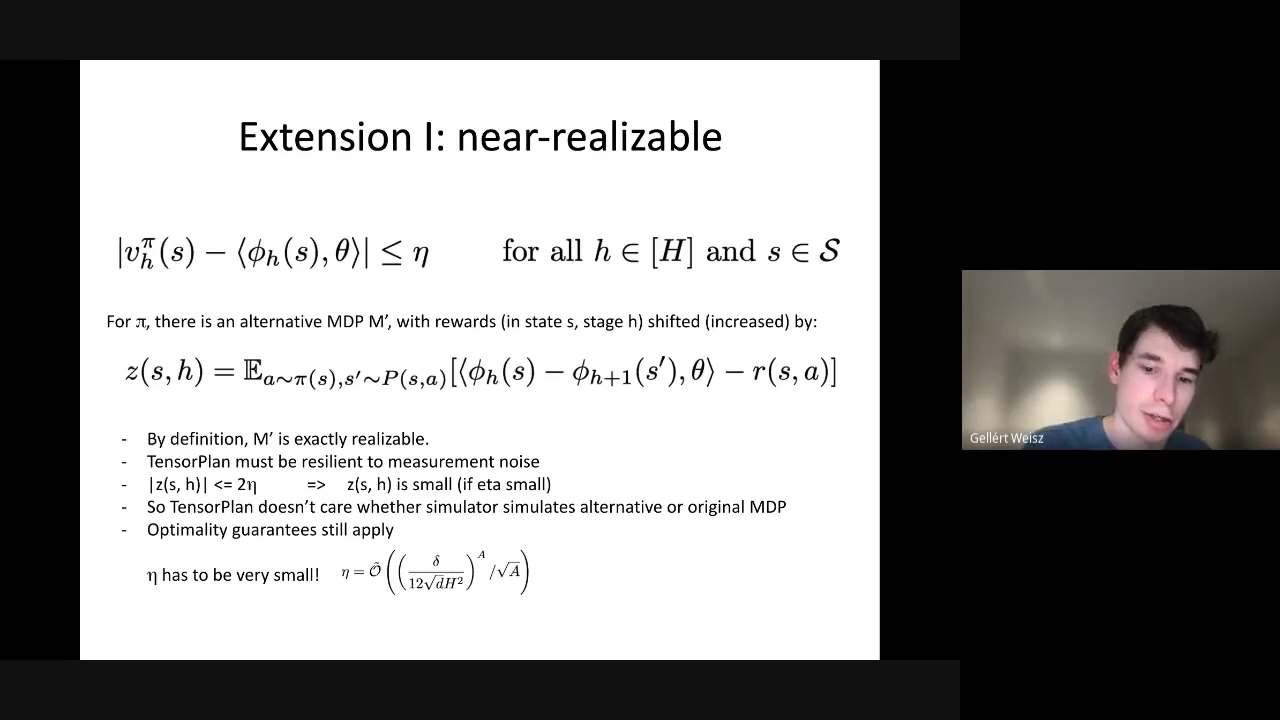 Extension I: near-realizable
|v_h^π(s) − ⟨ϕ_h(s), θ⟩| ≤ η for all h ∈ [H] and s ∈ 𝒮
For π, there is an alternative MDP M’, with rewards (in state s, stage h) shifted (increased) by:
z(s, h) = 𝔼_{a∼π(s),s′∼P(s,a)}[⟨ϕ_h(s) − ϕ_{h+1}(s′), θ⟩ − r(s, a)]
- By definition, M’ is exactly realizable.
- TensorPlan must be resilient to measurement noise
- |z(s, h)| <= 2η => z(s, h) is small (if eta small)
- So TensorPlan doesn’t care whether simulator simulates alternative or original MDP
- Optimality guarantees still apply
η has to be very small! η = Õ((δ / (12√d H²))^A / √A)
Gellért Weisz